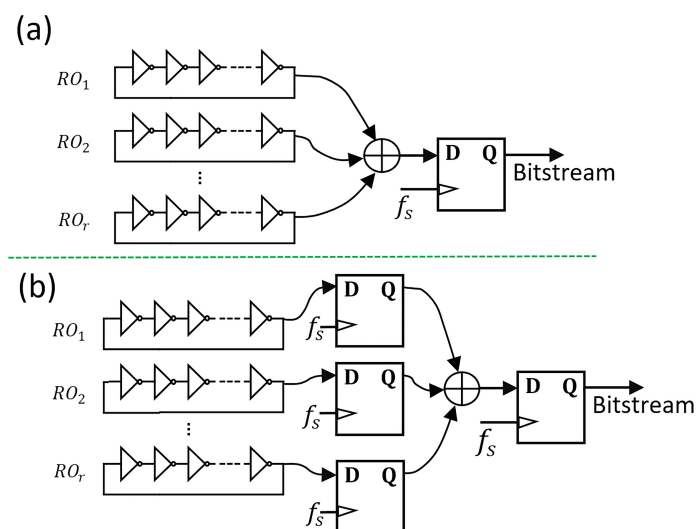 (a)
RO₁
RO₂
⋮
ROᵣ
D Q
fₛ
Bitstream
(b)
RO₁
D Q
fₛ
RO₂
D Q
fₛ
D Q
fₛ
Bitstream
⋮
ROᵣ
D Q
fₛ